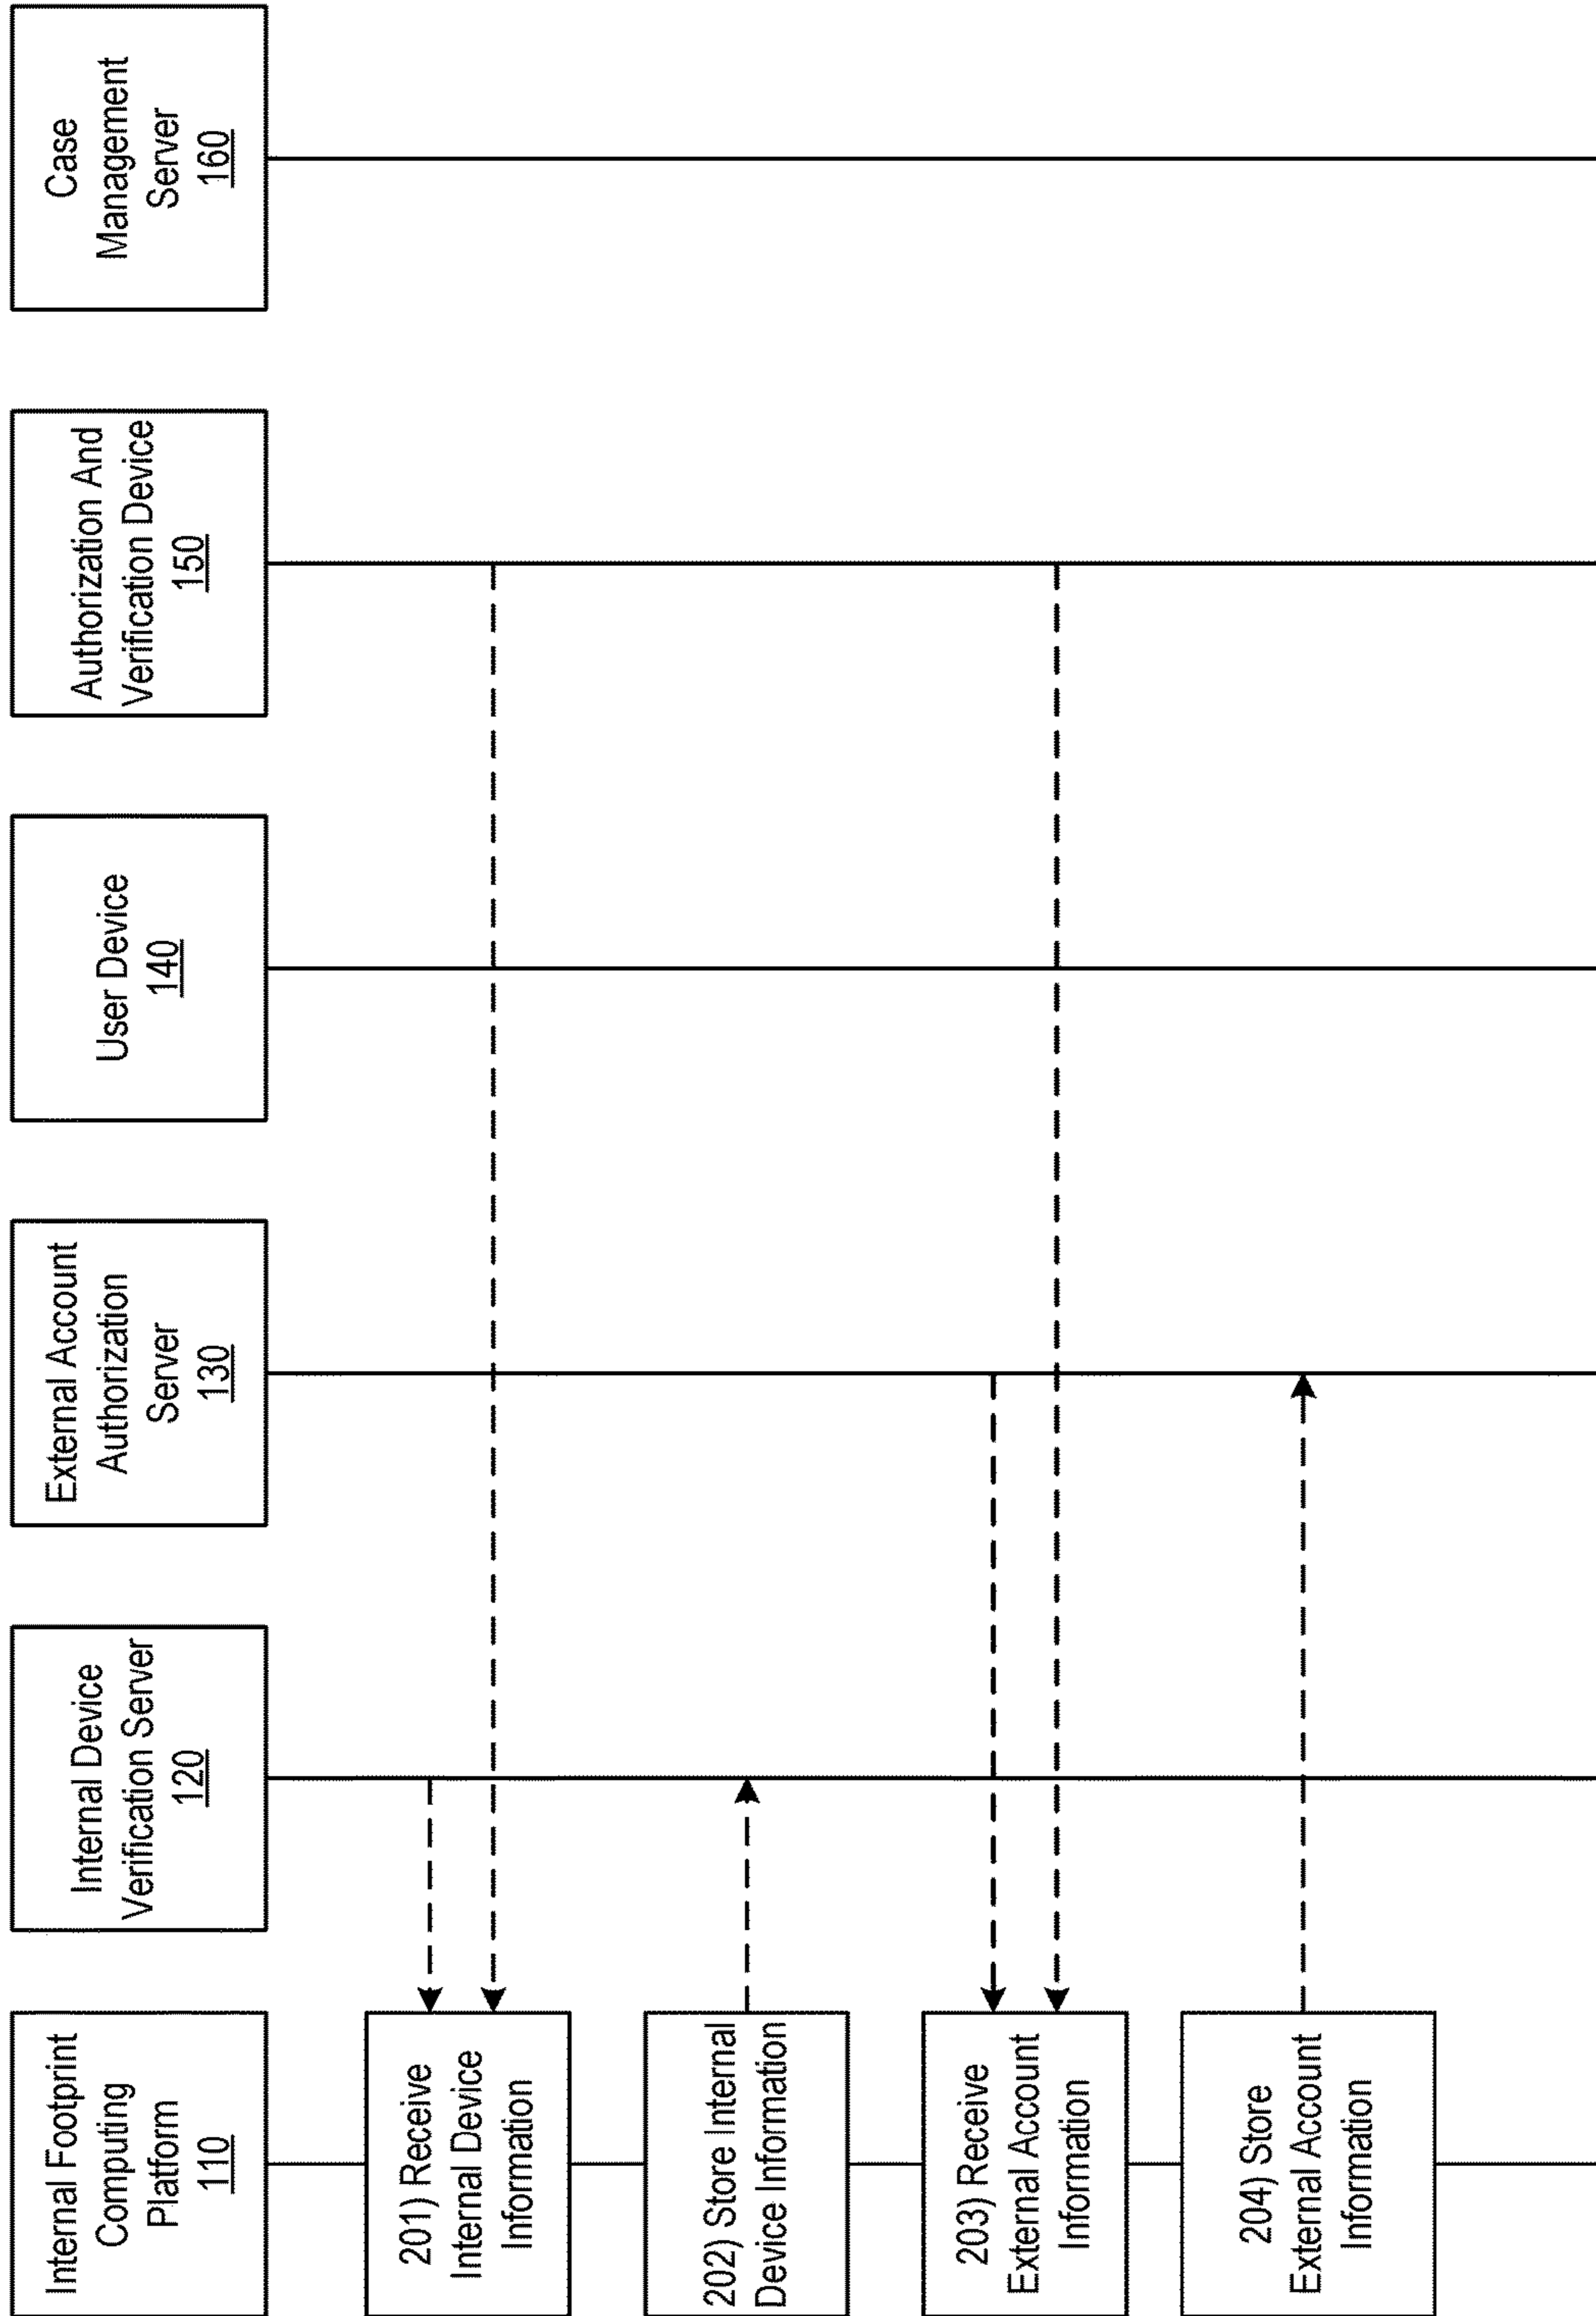 Internal Footprint
Computing
Platform
110
Internal Device
Verification Server
120
External Account
Authorization
Server
130
User Device
140
Authorization And
Verification Device
150
Case
Management
Server
160
201) Receive
Internal Device
Information
202) Store Internal
Device Information
203) Receive
External Account
Information
204) Store
External Account
Information